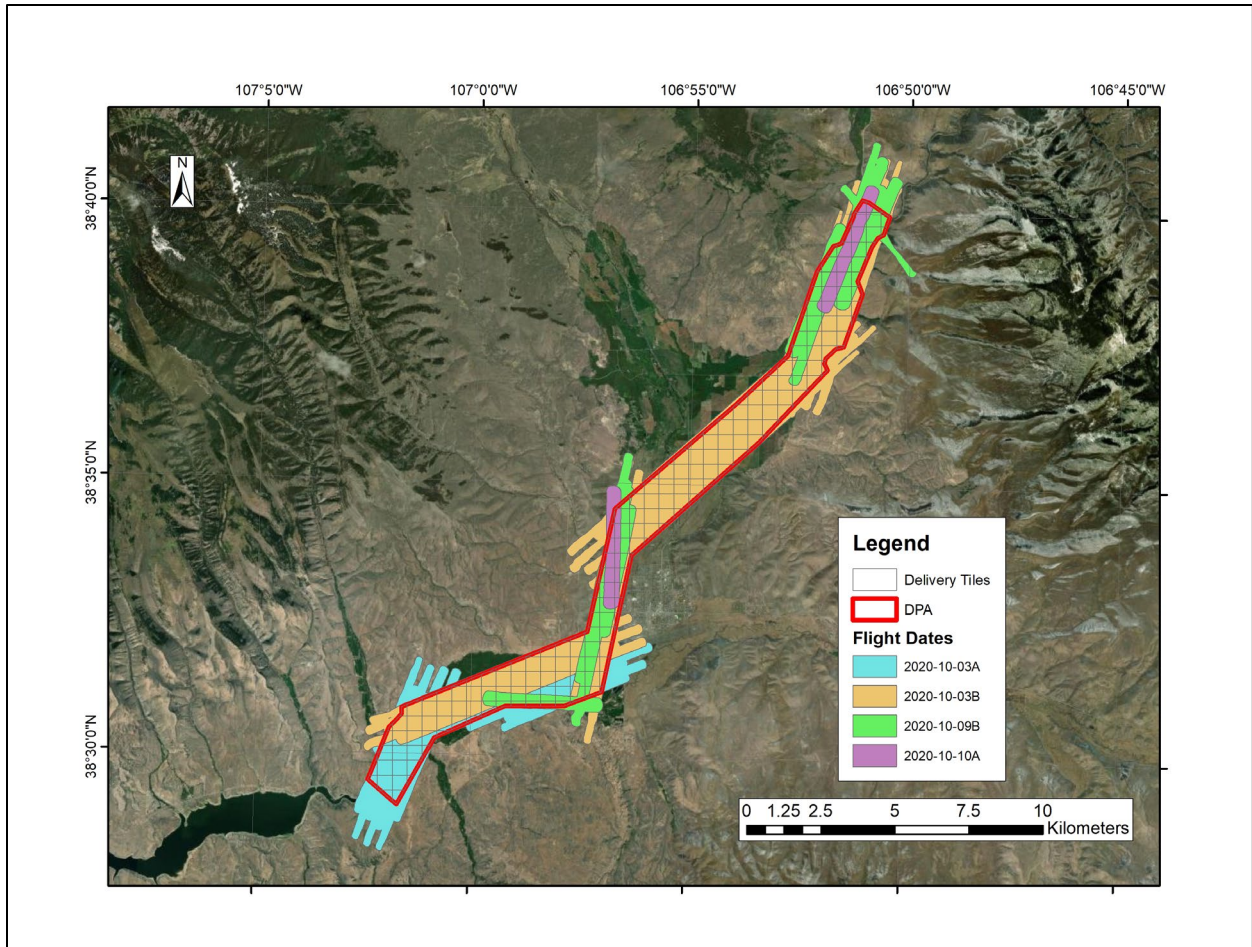 107°5'0"W 107°0'0"W 106°55'0"W 106°50'0"W 106°45'0"W
N
38°40'0"N
38°35'0"N
38°30'0"N
Legend
Delivery Tiles
DPA
Flight Dates
2020-10-03A
2020-10-03B
2020-10-09B
2020-10-10A
0 1.25 2.5 5 7.5 10
Kilometers